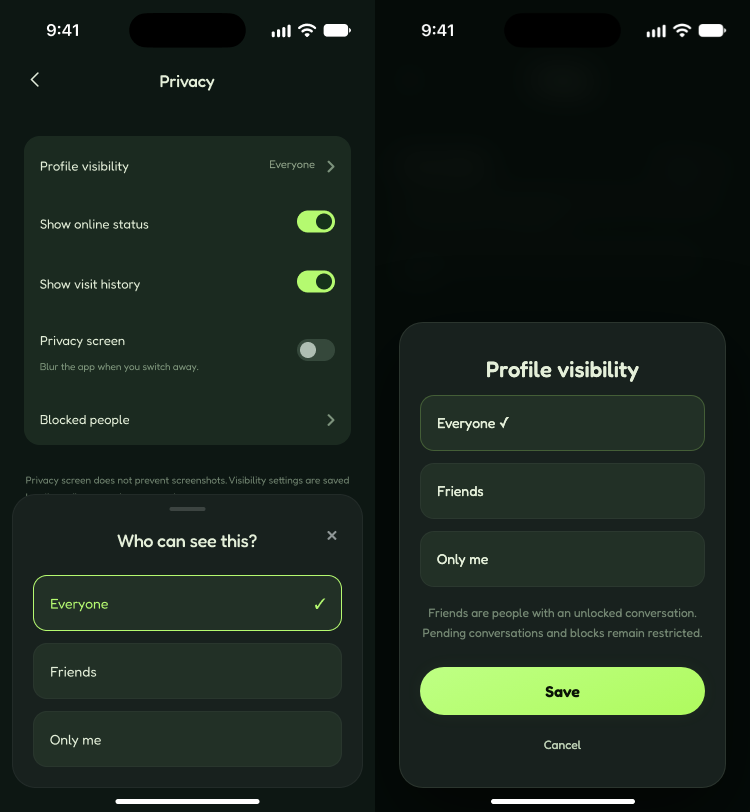 9:41
Privacy
Profile visibility
Everyone
Show online status
Show visit history
Privacy screen
Blur the app when you switch away.
Blocked people
Privacy screen does not prevent screenshots. Visibility settings are saved
Who can see this?
Everyone ✓
Friends
Only me
9:41
Profile visibility
Everyone ✓
Friends
Only me
Friends are people with an unlocked conversation.
Pending conversations and blocks remain restricted.
Save
Cancel